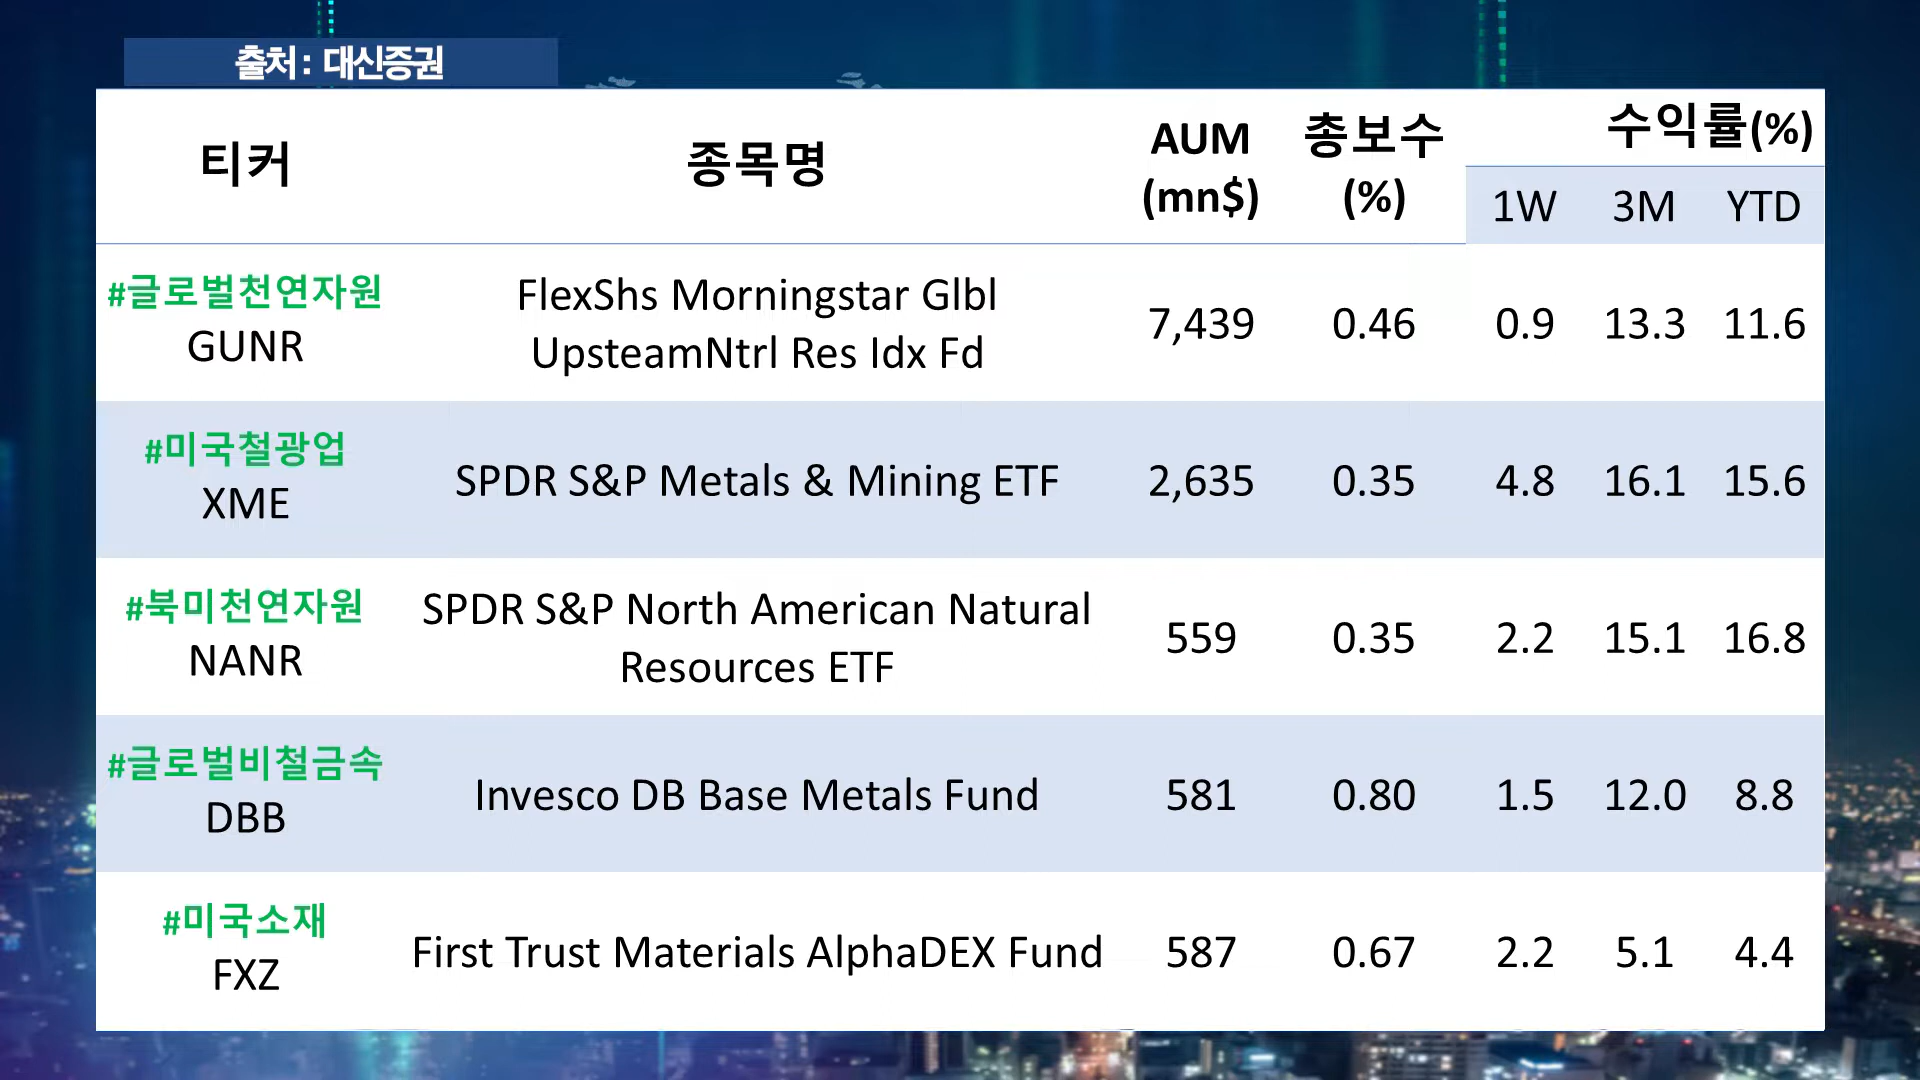 출처 : 대신증권
티커 종목명 AUM (mn$) 총보수 (%) 수익률(%)
1W 3M YTD
#글로벌천연자원
GUNR
FlexShs Morningstar Glbl
UpsteamNtrl Res Idx Fd
7,439 0.46 0.9 13.3 11.6
#미국철광업
XME
SPDR S&P Metals & Mining ETF
2,635 0.35 4.8 16.1 15.6
#북미천연자원
NANR
SPDR S&P North American Natural
Resources ETF
559 0.35 2.2 15.1 16.8
#글로벌비철금속
DBB
Invesco DB Base Metals Fund
581 0.80 1.5 12.0 8.8
#미국소재
FXZ
First Trust Materials AlphaDEX Fund
587 0.67 2.2 5.1 4.4